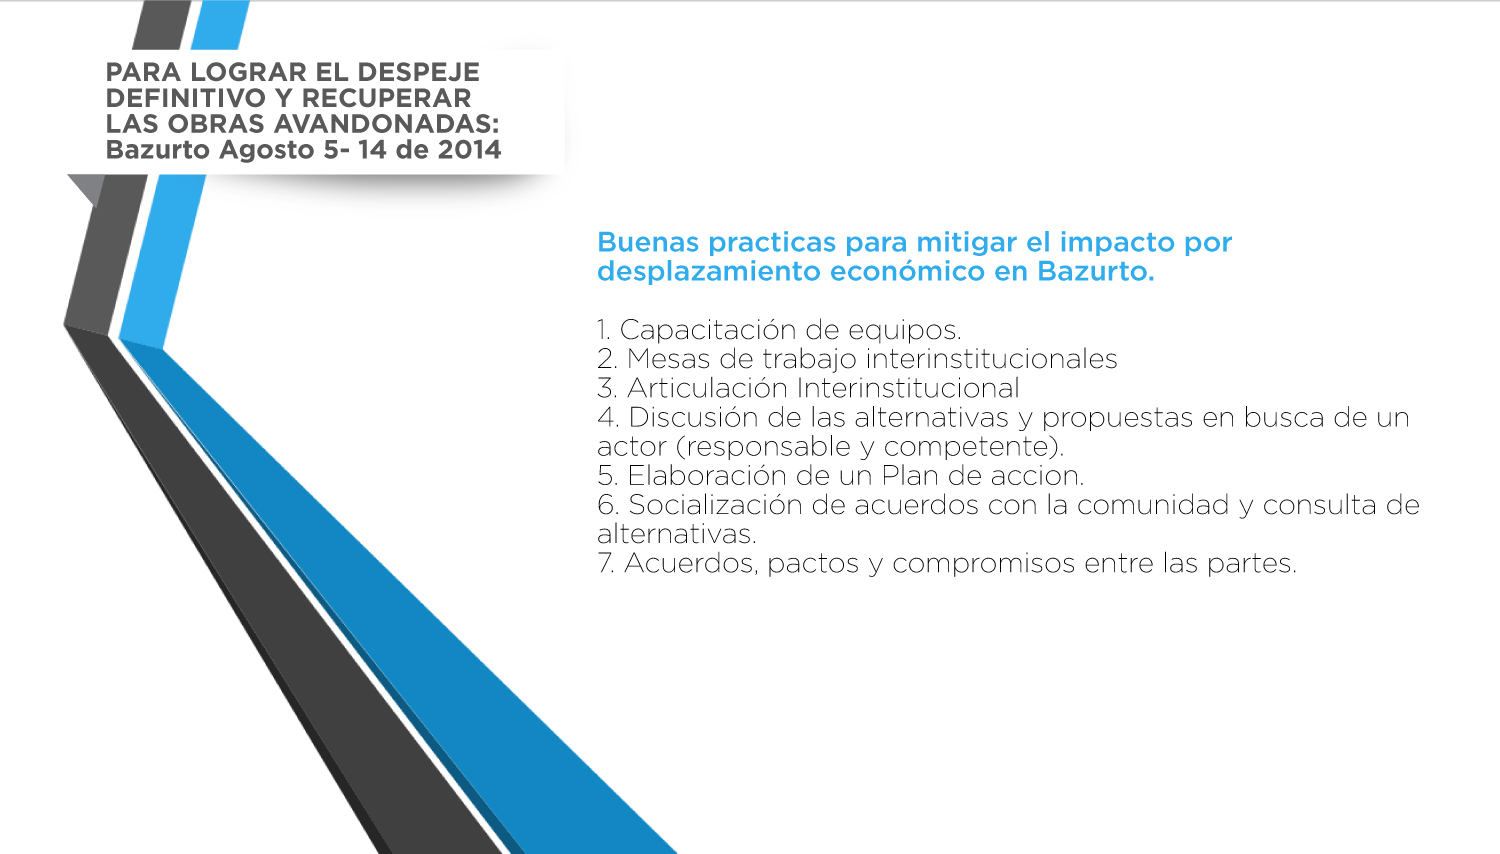 PARA LOGRAR EL DESPEJE
DEFINITIVO Y RECUPERAR
LAS OBRAS AVANDONADAS:
Bazurto Agosto 5- 14 de 2014
Buenas practicas para mitigar el impacto por
desplazamiento económico en Bazurto.
1. Capacitación de equipos.
2. Mesas de trabajo interinstitucionales
3. Articulación Interinstitucional
4. Discusión de las alternativas y propuestas en busca de un
actor (responsable y competente).
5. Elaboración de un Plan de accion.
6. Socialización de acuerdos con la comunidad y consulta de
alternativas.
7. Acuerdos, pactos y compromisos entre las partes.